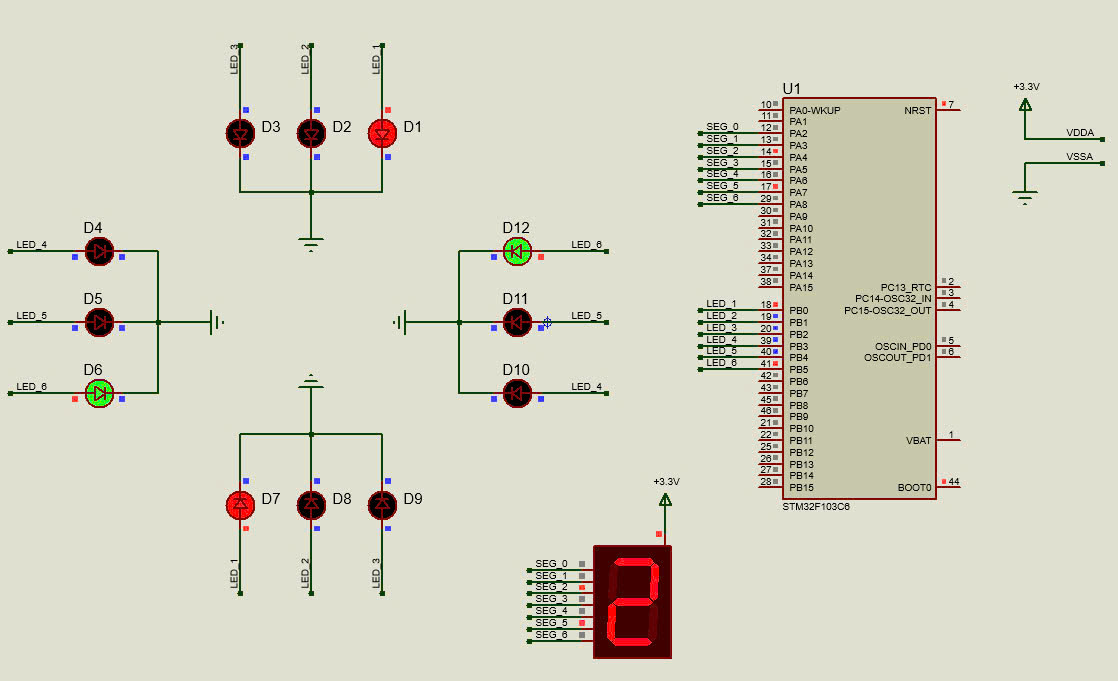 LED_3
LED_2
LED_1
D3
D2
D1
D4
LED_4
D5
LED_5
D6
LED_6
D12
LED_6
D11
LED_5
D10
LED_4
D7
D8
D9
LED_1
LED_2
LED_3
U1
10 PA0-WKUP
11 PA1
SEG_0 12 PA2
SEG_1 13 PA3
SEG_2 14 PA4
SEG_3 15 PA5
SEG_4 16 PA6
SEG_5 17 PA7
SEG_6 29 PA8
30 PA9
31 PA10
32 PA11
33 PA12
34 PA13
37 PA14
38 PA15
LED_1 18 PB0
LED_2 19 PB1
LED_3 20 PB2
LED_4 39 PB3
LED_5 40 PB4
LED_6 41 PB5
42 PB6
43 PB7
45 PB8
46 PB9
21 PB10
22 PB11
25 PB12
26 PB13
27 PB14
28 PB15
NRST 7
PC13_RTC 2
PC14-OSC32_IN 3
PC15-OSC32_OUT 4
OSCIN_PD0 5
OSCOUT_PD1 6
VBAT 1
BOOT0 44
STM32F103C6
+3.3V
VDDA
VSSA
+3.3V
SEG_0
SEG_1
SEG_2
SEG_3
SEG_4
SEG_5
SEG_6
2